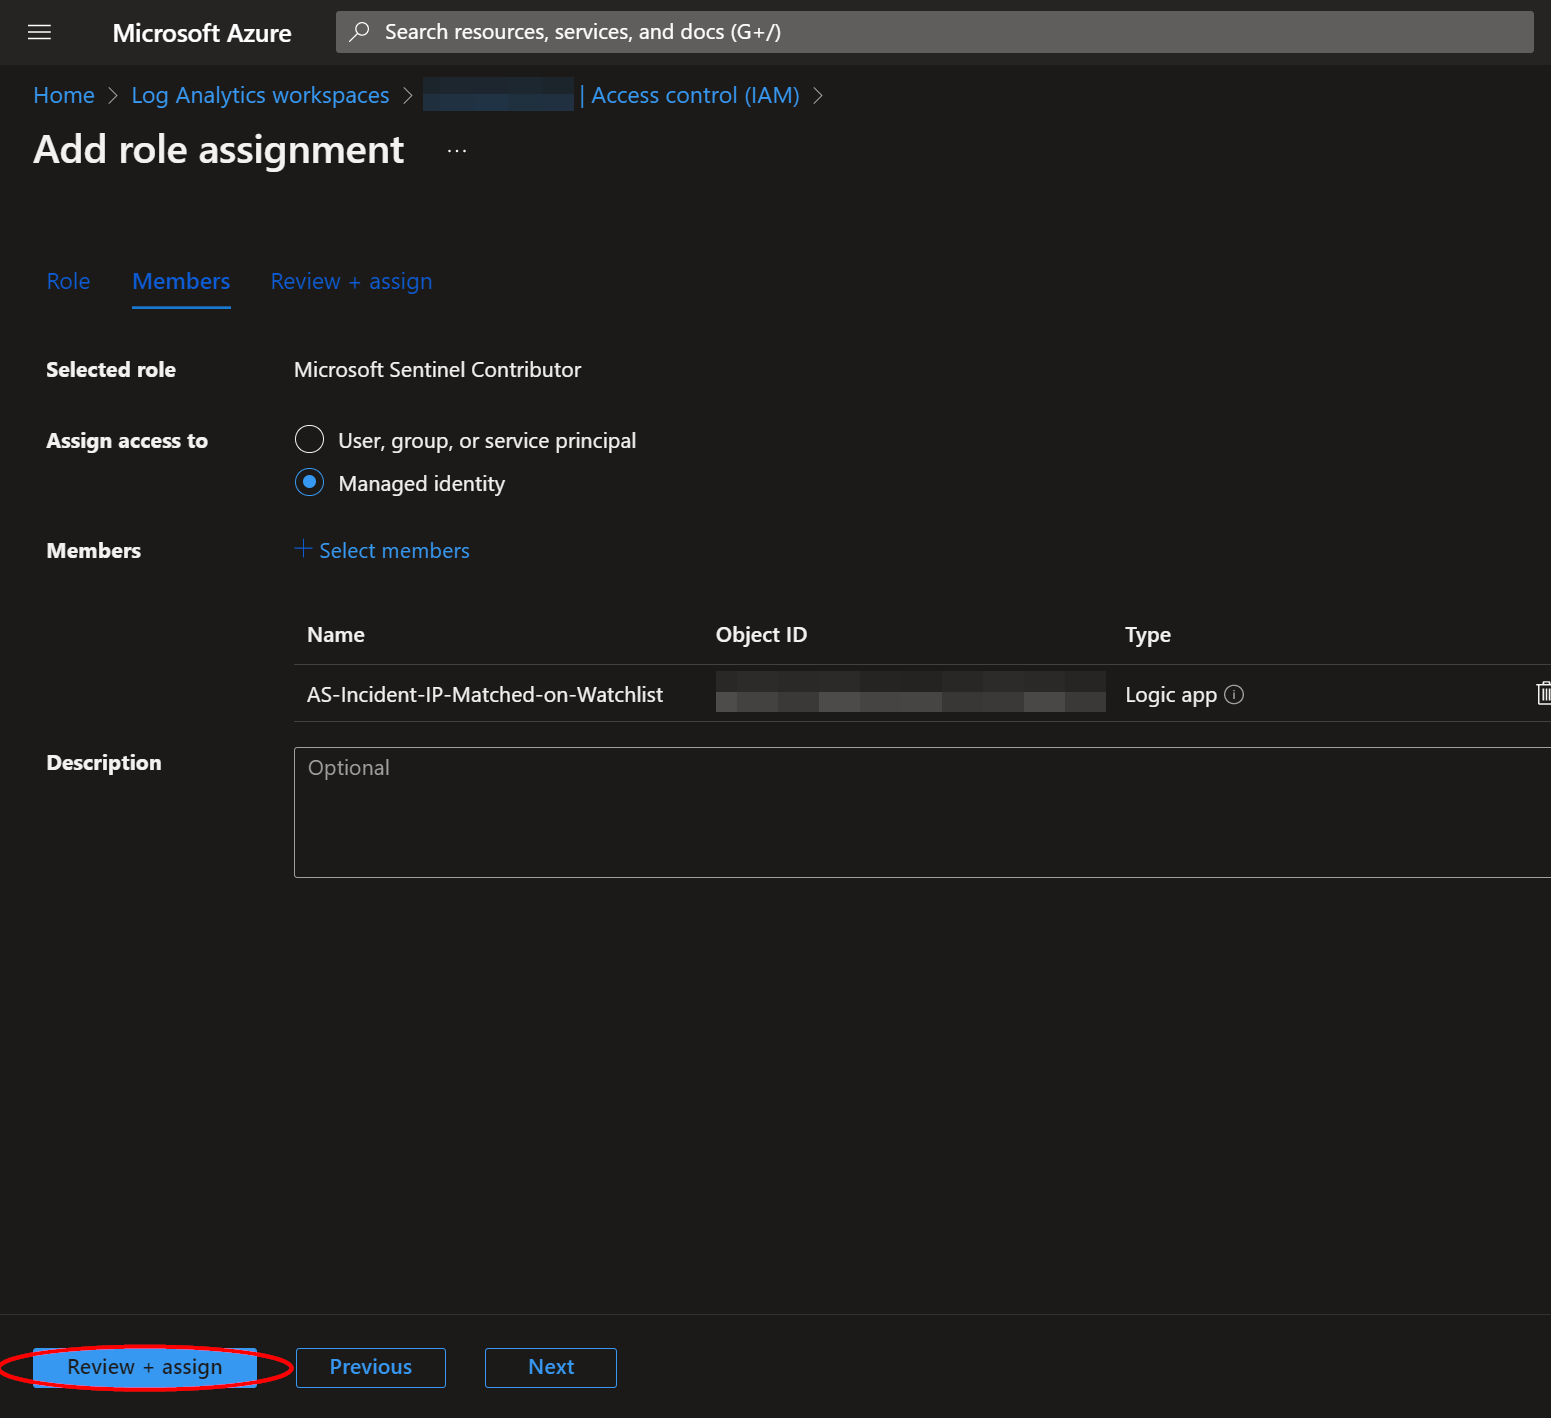 Microsoft Azure
Search resources, services, and docs (G+/)
Home > Log Analytics workspaces > | Access control (IAM) >
Add role assignment ...
Role Members Review + assign
Selected role Microsoft Sentinel Contributor
Assign access to User, group, or service principal
Managed identity
Members + Select members
Name Object ID Type
AS-Incident-IP-Matched-on-Watchlist Logic app
Description Optional
Review + assign Previous Next